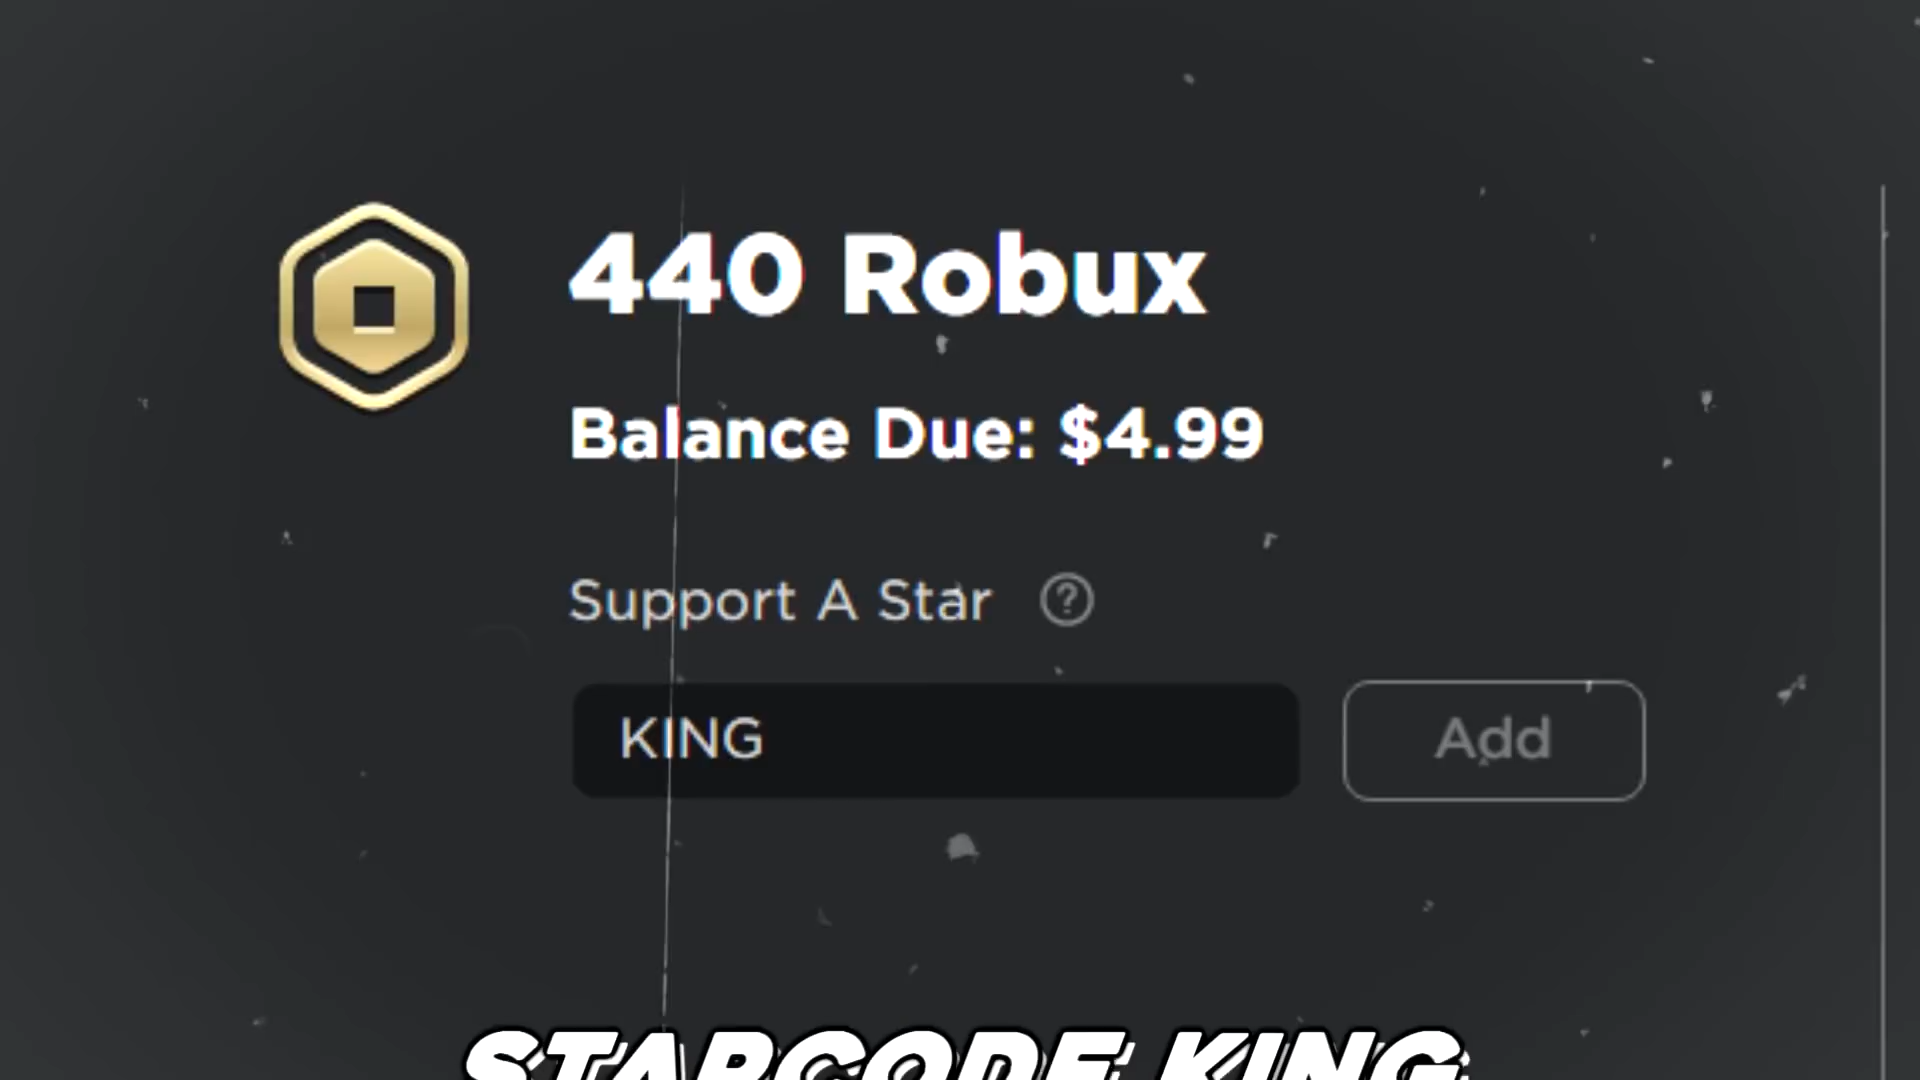 440 Robux
Balance Due: $4.99
Support A Star ?
KING
Add
STARCODE KING